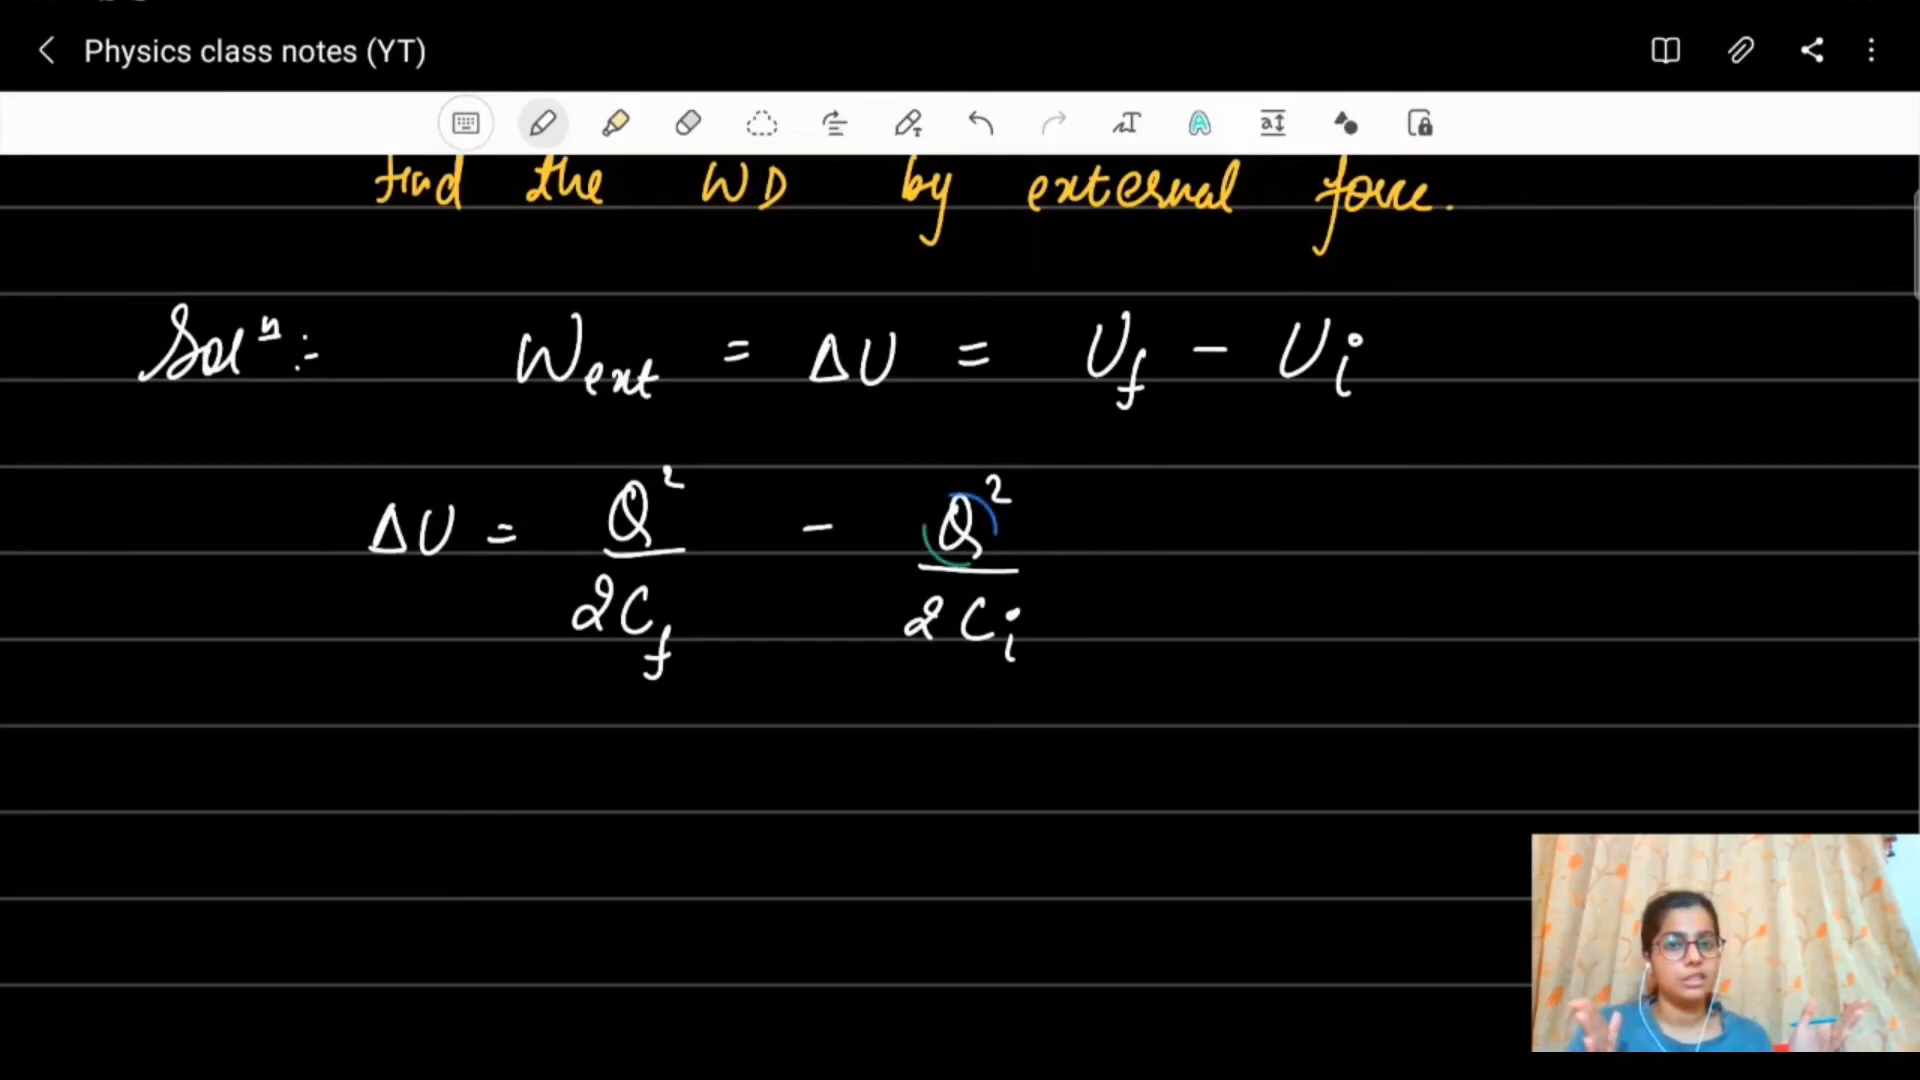 Physics class notes (YT)
find the WD by external force.
Solⁿ :- W_ext = ΔU = U_f - U_i
ΔU = Q²/2C_f - Q²/2C_i